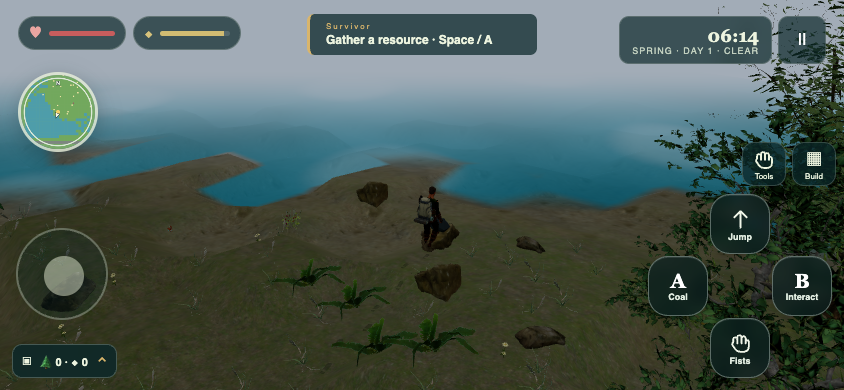 Survivor
Gather a resource · Space / A
06:14
SPRING · DAY 1 · CLEAR
N
Tools
Build
Jump
A
Coal
B
Interact
Fists
0 · ◆ 0